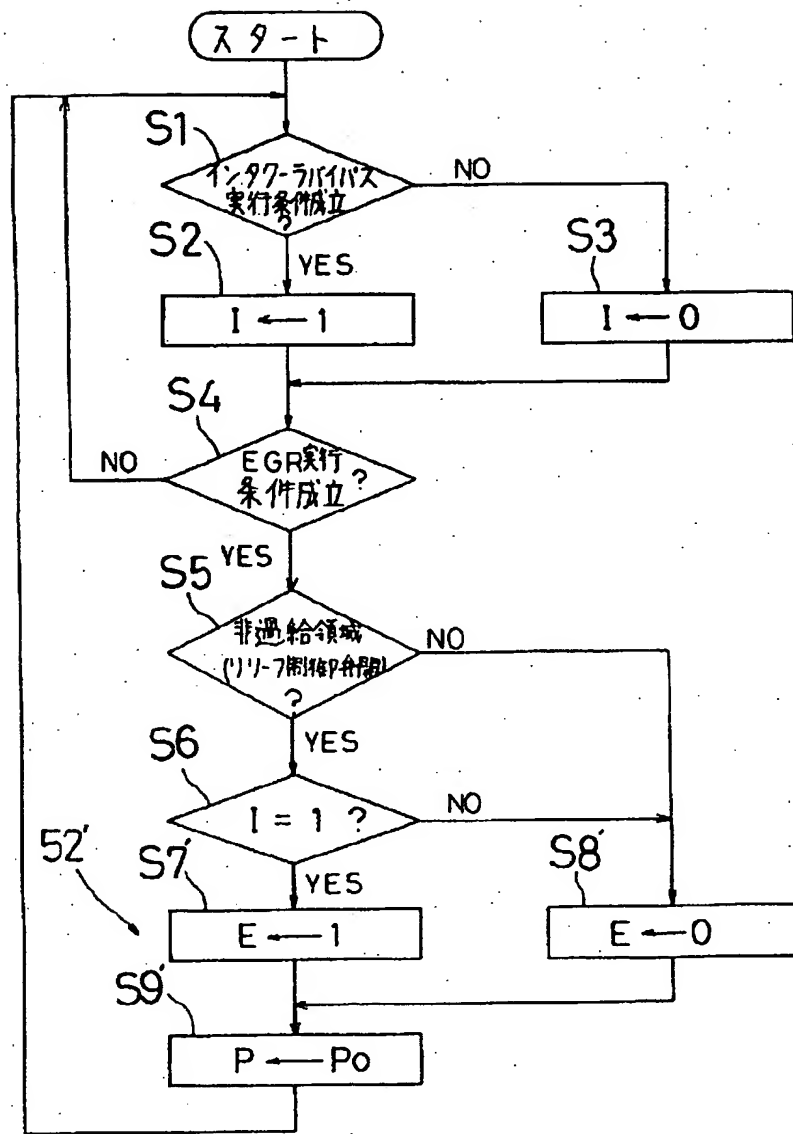 スタート
S1
インタクーラバイパス
実行条件成立
?
NO
YES
S2
I ← 1
S3
I ← 0
S4
EGR実行
条件成立?
NO
YES
S5
非過給領域
(リリーフ制御弁開)
?
NO
YES
S6
I = 1 ?
NO
YES
52'
S7'
E ← 1
S8'
E ← 0
S9'
P ← Po